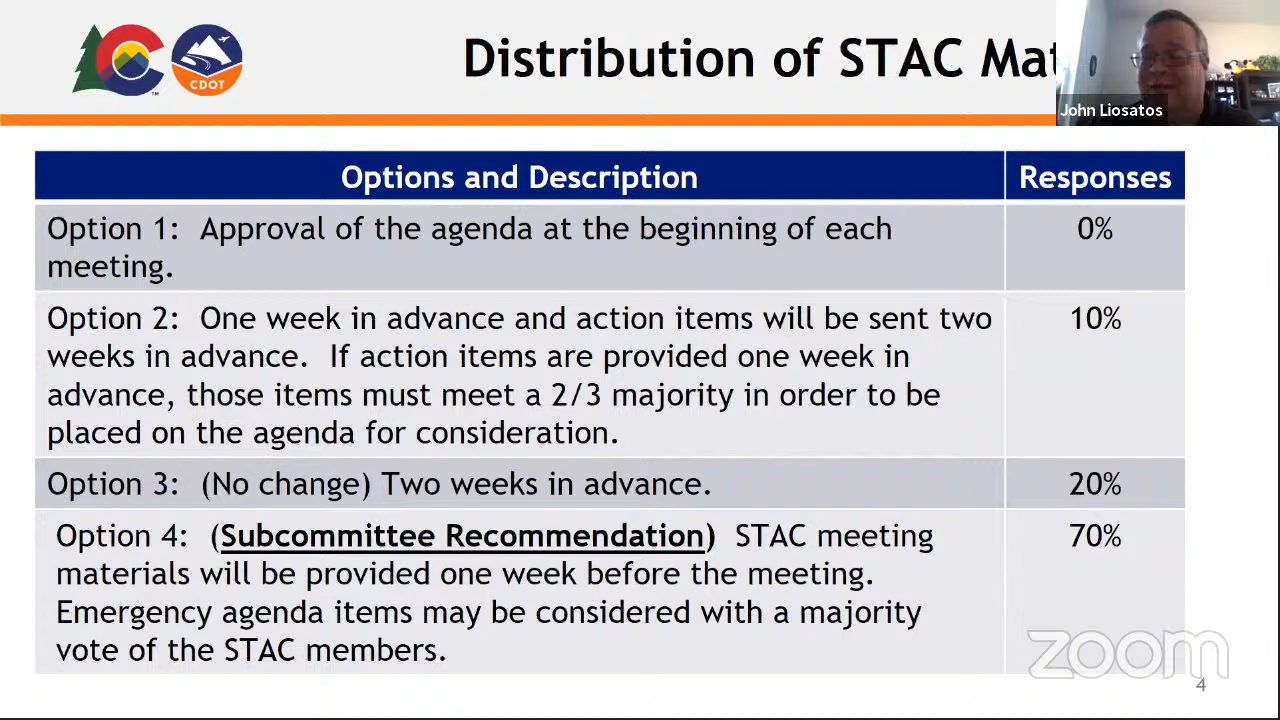 CDOT
Distribution of STAC Mat
John Liosatos
Options and Description
Responses
Option 1: Approval of the agenda at the beginning of each
meeting.
0%
Option 2: One week in advance and action items will be sent two
weeks in advance. If action items are provided one week in
advance, those items must meet a 2/3 majority in order to be
placed on the agenda for consideration.
10%
Option 3: (No change) Two weeks in advance.
20%
Option 4: (Subcommittee Recommendation) STAC meeting
materials will be provided one week before the meeting.
Emergency agenda items may be considered with a majority
vote of the STAC members.
70%
zoom
4